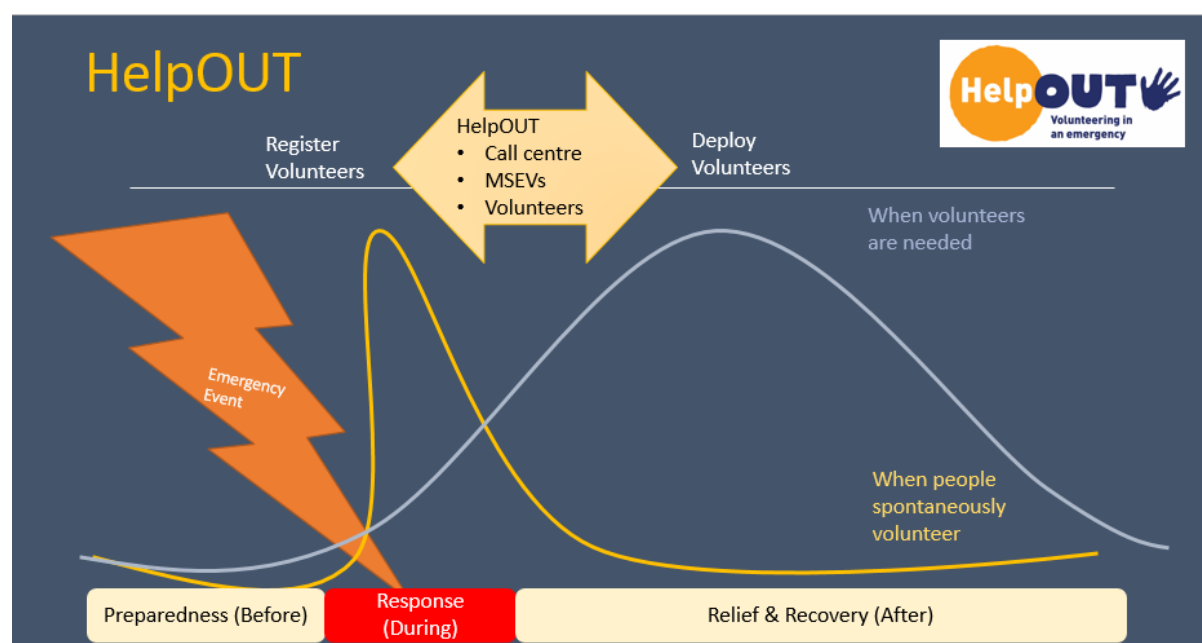 HelpOUT
HelpOUT
Volunteering in
an emergency
Register
Volunteers
HelpOUT
• Call centre
• MSEVs
• Volunteers
Deploy
Volunteers
When volunteers
are needed
Emergency
Event
When people
spontaneously
volunteer
Preparedness (Before)
Response
(During)
Relief & Recovery (After)